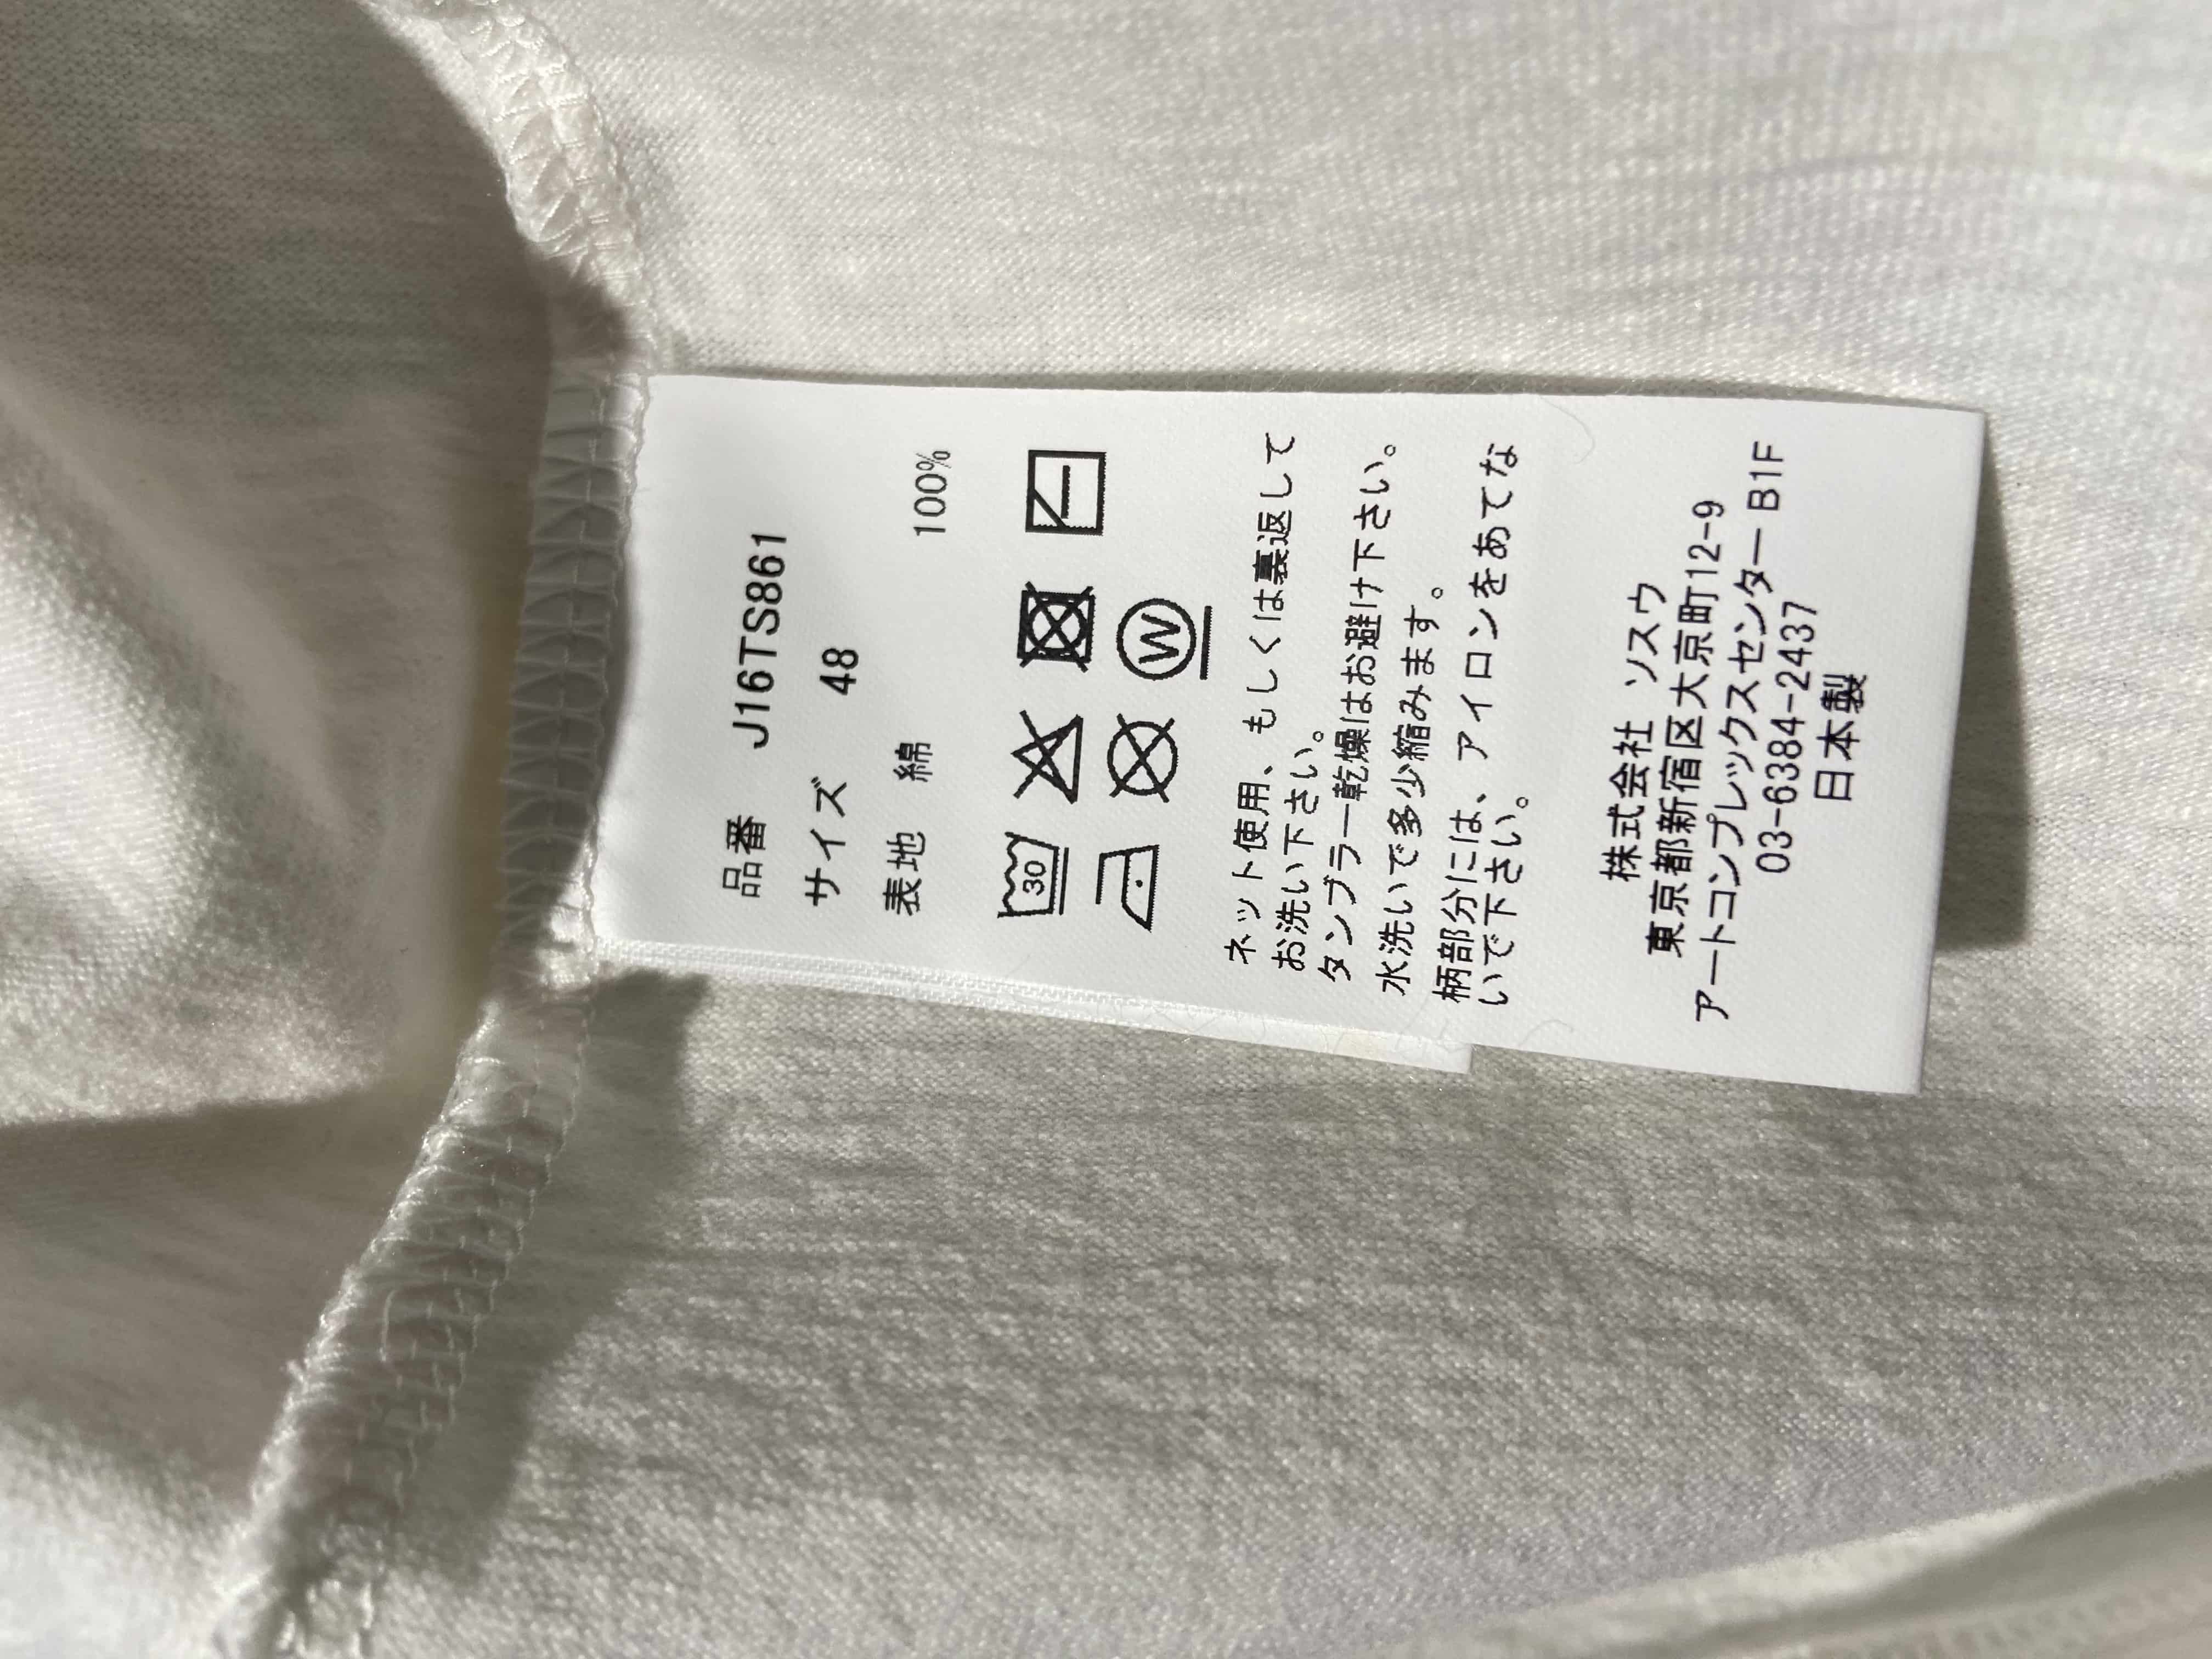 品番 J16TS861
サイズ 48
表地 綿 100%
30
W
ネット使用、もしくは裏返して
お洗い下さい。
タンブラー乾燥はお避け下さい。
水洗いで多少縮みます。
柄部分には、アイロンをあてな
いで下さい。
株式会社 ソスウ
東京都新宿区大京町12-9
アートコンプレックスセンター B1F
03-6384-2437
日本製